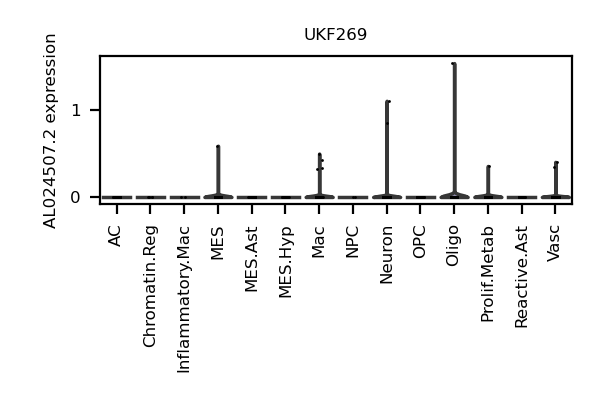 UKF269
AL024507.2 expression
1
0
AC
Chromatin.Reg
Inflammatory.Mac
MES
MES.Ast
MES.Hyp
Mac
NPC
Neuron
OPC
Oligo
Prolif.Metab
Reactive.Ast
Vasc